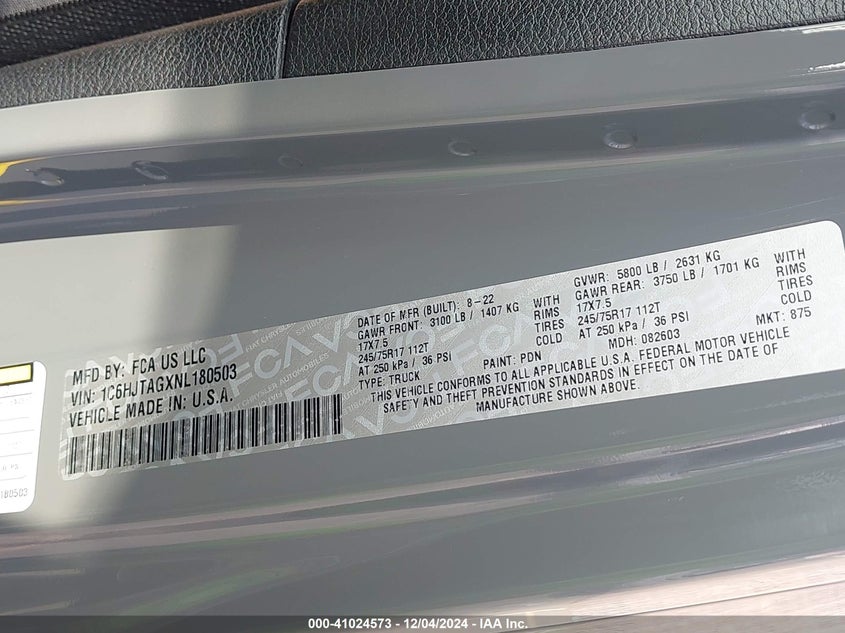 MFD BY: FCA US LLC
VIN: 1C6HJTAGXNL180503
VEHICLE MADE IN: U.S.A.
DATE OF MFR (BUILT): 8-22
GAWR FRONT: 3100 LB / 1407 KG WITH
17X7.5 RIMS
245/75R17 112T TIRES
AT 250 kPa / 36 PSI COLD
TYPE: TRUCK PAINT: PDN
GVWR: 5800 LB / 2631 KG
GAWR REAR: 3750 LB / 1701 KG WITH
17X7.5 RIMS
245/75R17 112T TIRES
AT 250 kPa / 36 PSI COLD
MDH: 082603 MKT: 875
THIS VEHICLE CONFORMS TO ALL APPLICABLE U.S.A. FEDERAL MOTOR VEHICLE
SAFETY AND THEFT PREVENTION STANDARDS IN EFFECT ON THE DATE OF
MANUFACTURE SHOWN ABOVE.
180503
000-41024573 - 12/04/2024 - IAA Inc.